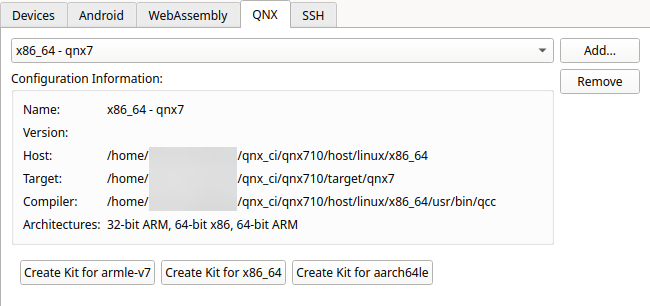 Devices Android WebAssembly QNX SSH
x86_64 - qnx7 Add...
Configuration Information: Remove
Name: x86_64 - qnx7
Version:
Host: /home/ /qnx_ci/qnx710/host/linux/x86_64
Target: /home/ /qnx_ci/qnx710/target/qnx7
Compiler: /home/ /qnx_ci/qnx710/host/linux/x86_64/usr/bin/qcc
Architectures: 32-bit ARM, 64-bit x86, 64-bit ARM
Create Kit for armle-v7 Create Kit for x86_64 Create Kit for aarch64le